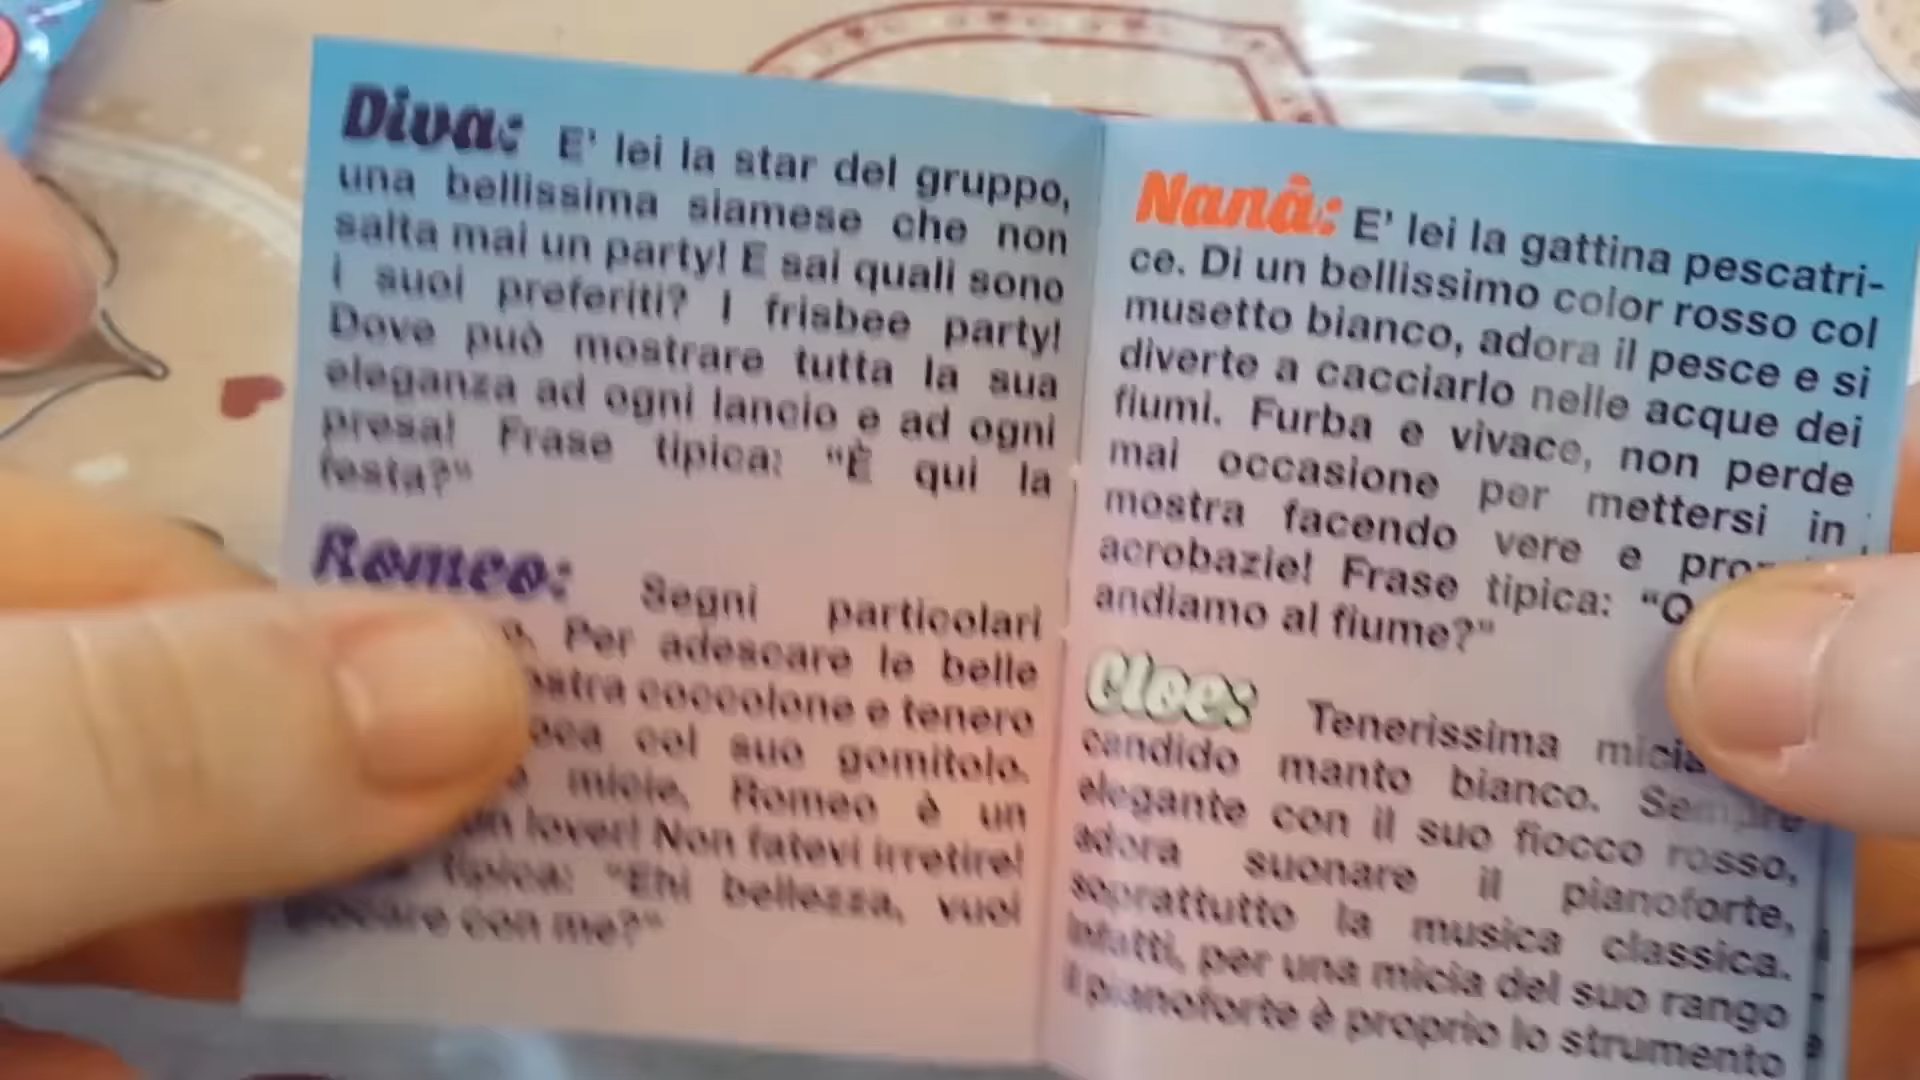 Diva: E' lei la star del gruppo,
una bellissima siamese che non
salta mai un party! E sai quali sono
i suoi preferiti? I frisbee party!
Dove può mostrare tutta la sua
eleganza ad ogni lancio e ad ogni
presa! Frase tipica: "È qui la
festa?"
Romeo: Segni particolari
Per adescare le belle
coccolone e tenero
col suo gomitolo.
micie, Romeo è un
lover! Non fatevi irretire!
tipica: "Ehi bellezza, vuoi
giocare con me?"
Nanà: E' lei la gattina pescatri-
ce. Di un bellissimo color rosso col
musetto bianco, adora il pesce e si
diverte a cacciarlo nelle acque dei
fiumi. Furba e vivace, non perde
mai occasione per mettersi in
mostra facendo vere e
acrobazie! Frase tipica:
andiamo al fiume?"
Cloe: Tenerissima micia
candido manto bianco. Sempre
elegante con il suo fiocco rosso,
adora suonare il pianoforte,
soprattutto la musica classica.
Infatti, per una micia del suo rango
il pianoforte è proprio lo strumento